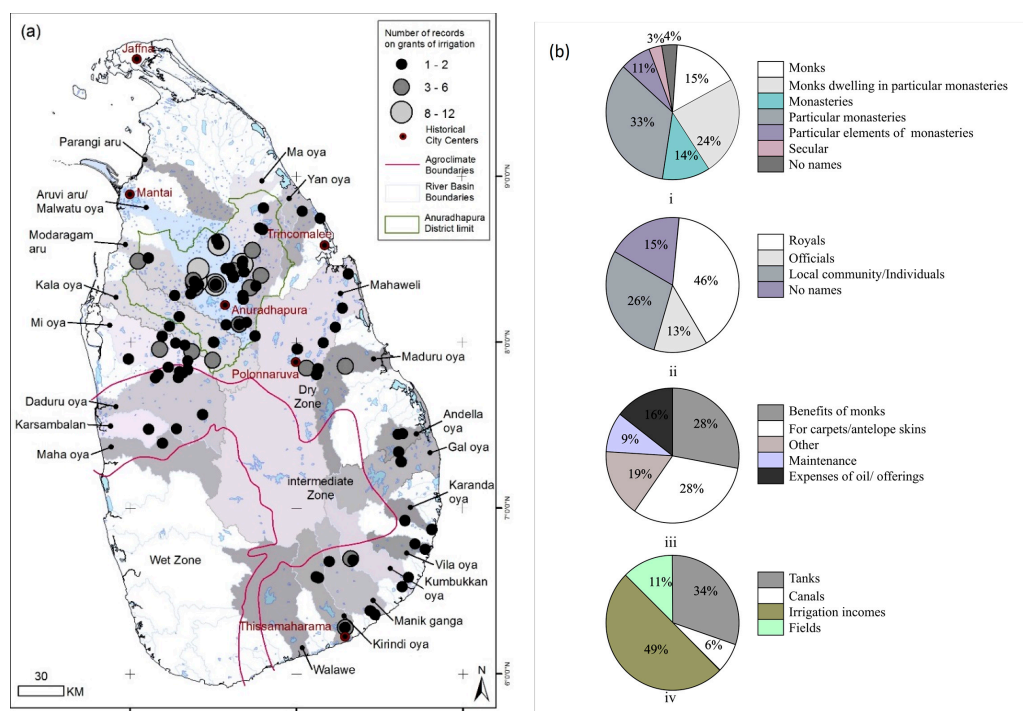 (a)
Number of records
on grants of irrigation
1 - 2
3 - 6
8 - 12
Historical
City Centers
Agroclimate
Boundaries
River Basin
Boundaries
Anuradhapura
District limit
Jaffna
Parangi aru
Ma oya
Yan oya
Mantai
Aruvi aru/
Malwatu oya
Trincomalee
Modaragam
aru
Kala oya
Mahaweli
Anuradhapura
Mi oya
Maduru oya
Polonnaruva
Dry
Zone
Daduru oya
Karsambalan
Andella
oya
Maha oya
Gal oya
Intermediate
Zone
Karanda
oya
Wet Zone
Vila oya
Kumbukkan
oya
Manik ganga
Thissamaharama
Kirindi oya
Walawe
30
KM
N
9°0'0"N
8°0'0"N
7°0'0"N
6°0'0"N
(b)
3%
4%
15%
24%
14%
33%
11%
Monks
Monks dwelling in particular monasteries
Monasteries
Particular monasteries
Particular elements of monasteries
Secular
No names
i
15%
46%
26%
13%
Royals
Officials
Local community/Individuals
No names
ii
16%
28%
9%
19%
28%
Benefits of monks
For carpets/antelope skins
Other
Maintenance
Expenses of oil/ offerings
iii
11%
34%
6%
49%
Tanks
Canals
Irrigation incomes
Fields
iv